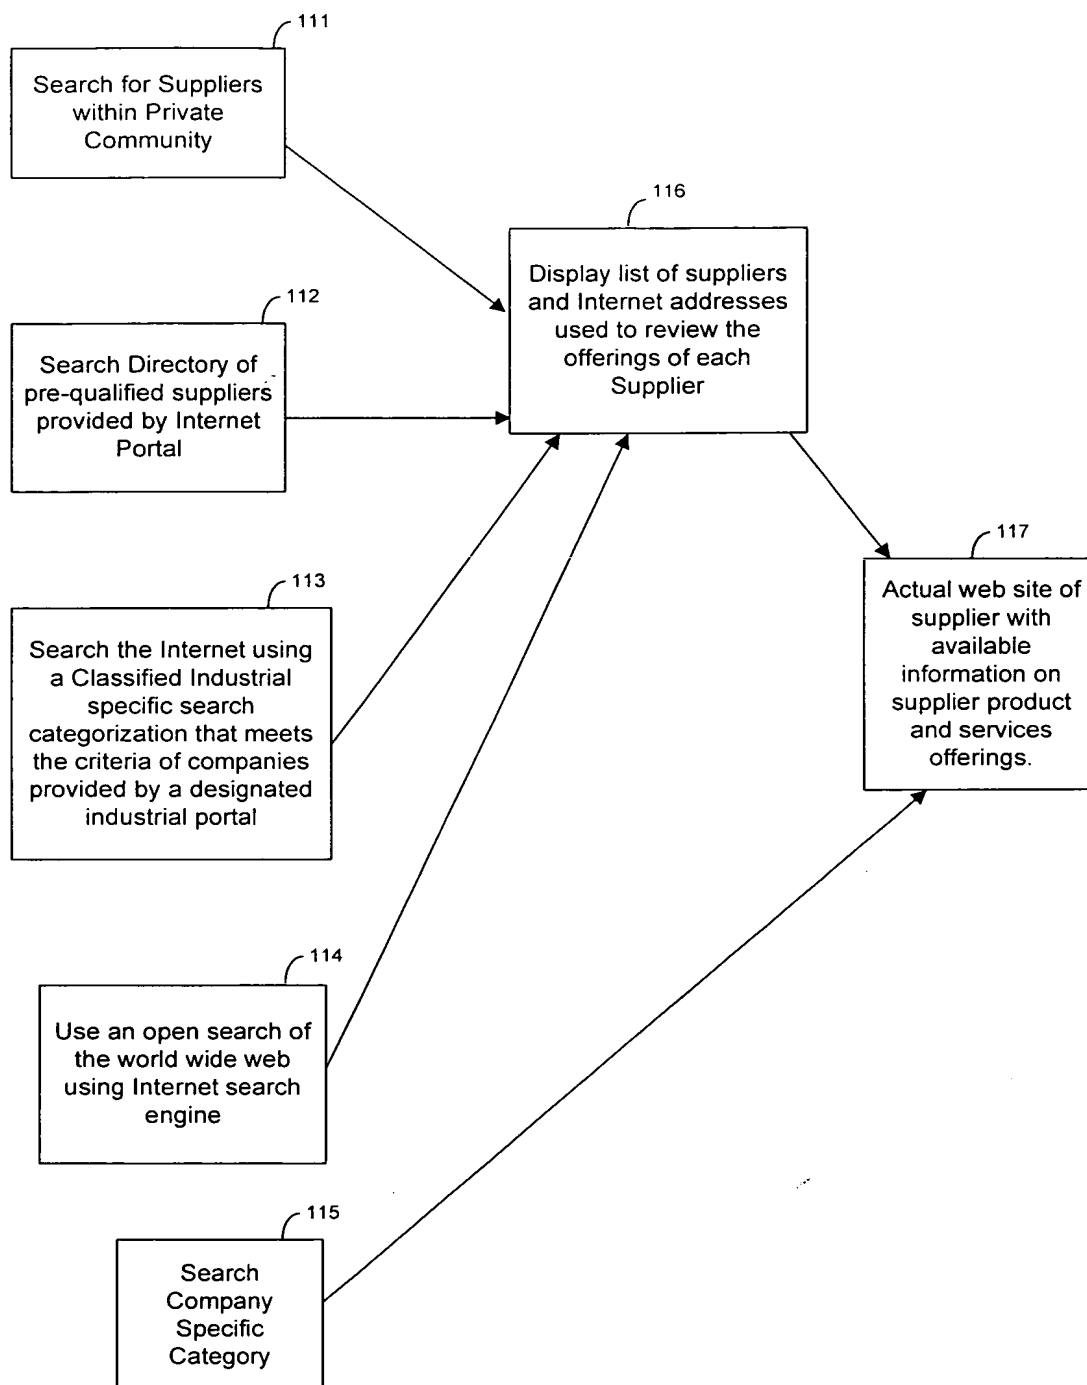 111
Search for Suppliers
within Private
Community
116
Display list of suppliers
and Internet addresses
used to review the
offerings of each
Supplier
112
Search Directory of
pre-qualified suppliers
provided by Internet
Portal
117
Actual web site of
supplier with
available
information on
supplier product
and services
offerings.
113
Search the Internet using
a Classified Industrial
specific search
categorization that meets
the criteria of companies
provided by a designated
industrial portal
114
Use an open search of
the world wide web
using Internet search
engine
115
Search
Company
Specific
Category